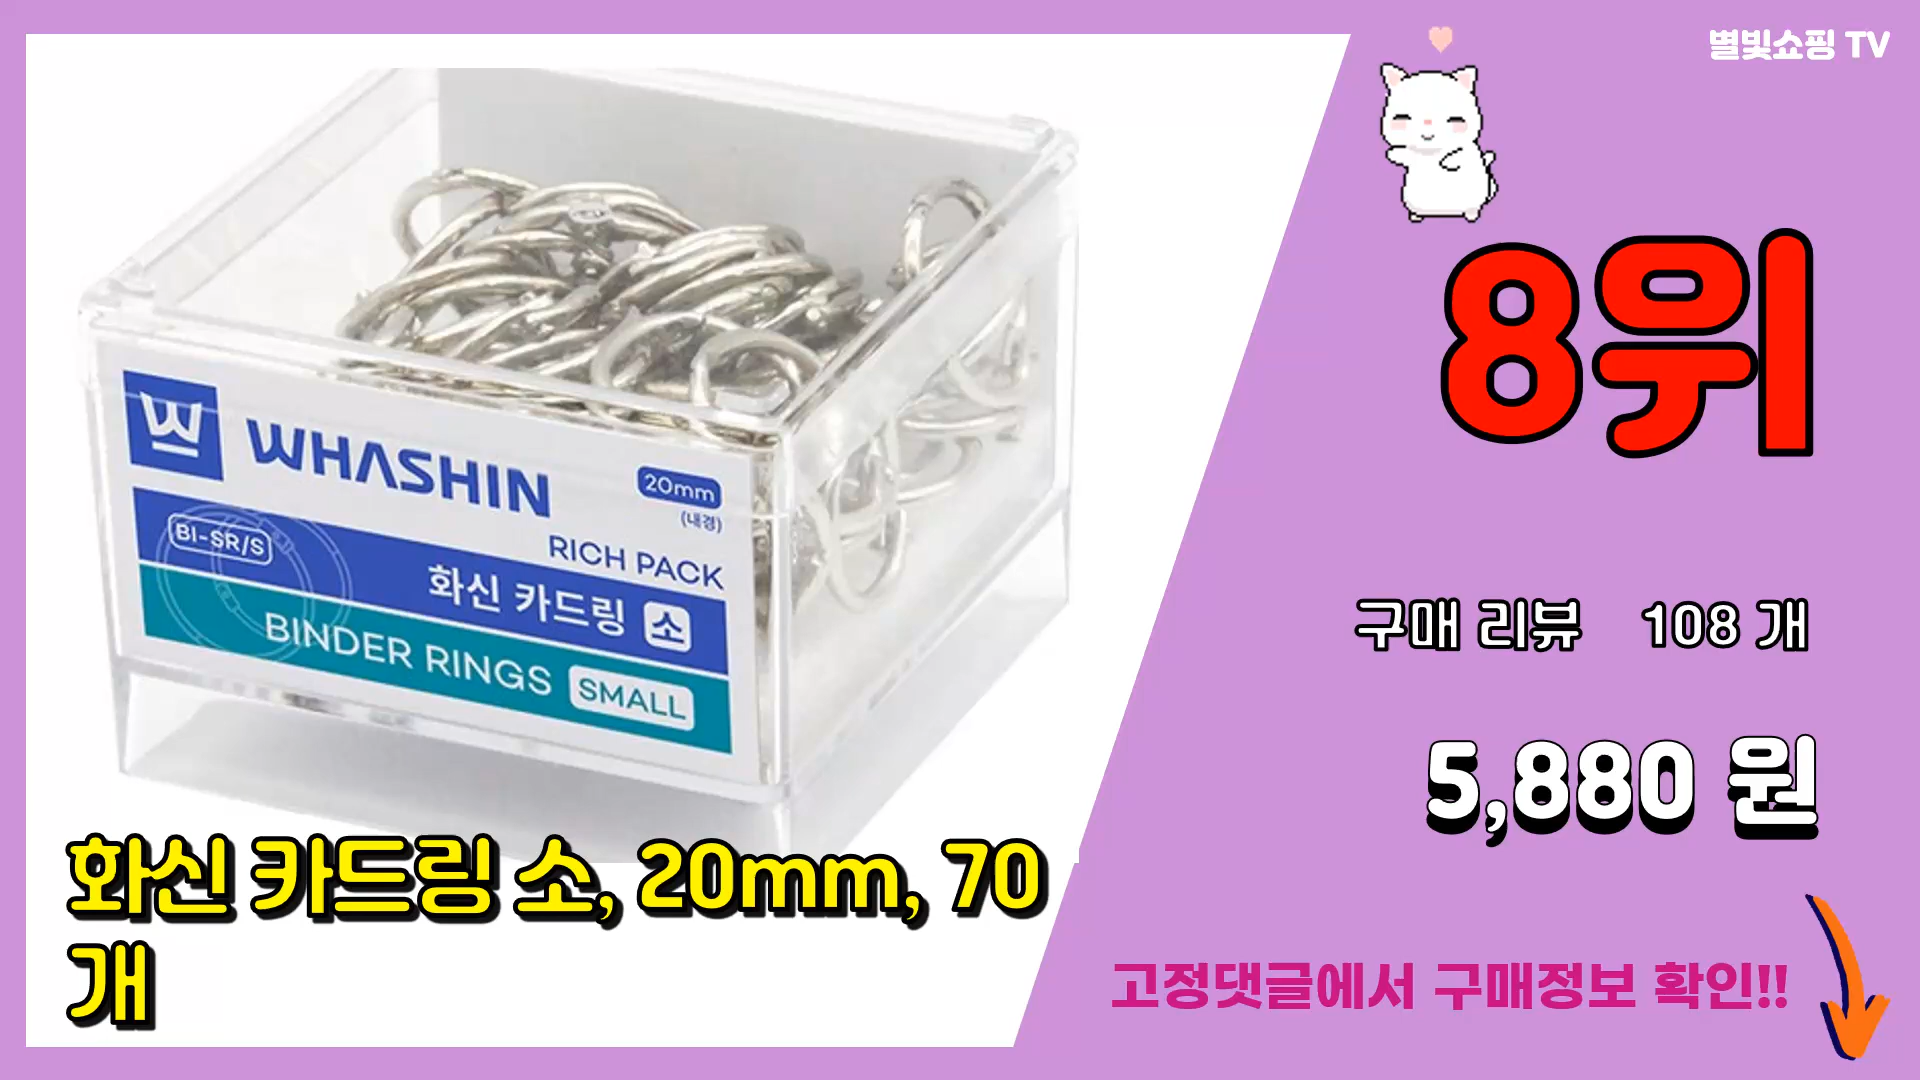 별빛쇼핑 TV
8위
WHASHIN
20mm
(내경)
RICH PACK
BI-SR/S
화신 카드링 소
BINDER RINGS SMALL
구매 리뷰 108 개
5,880 원
화신 카드링 소, 20mm, 70
개
고정댓글에서 구매정보 확인!!